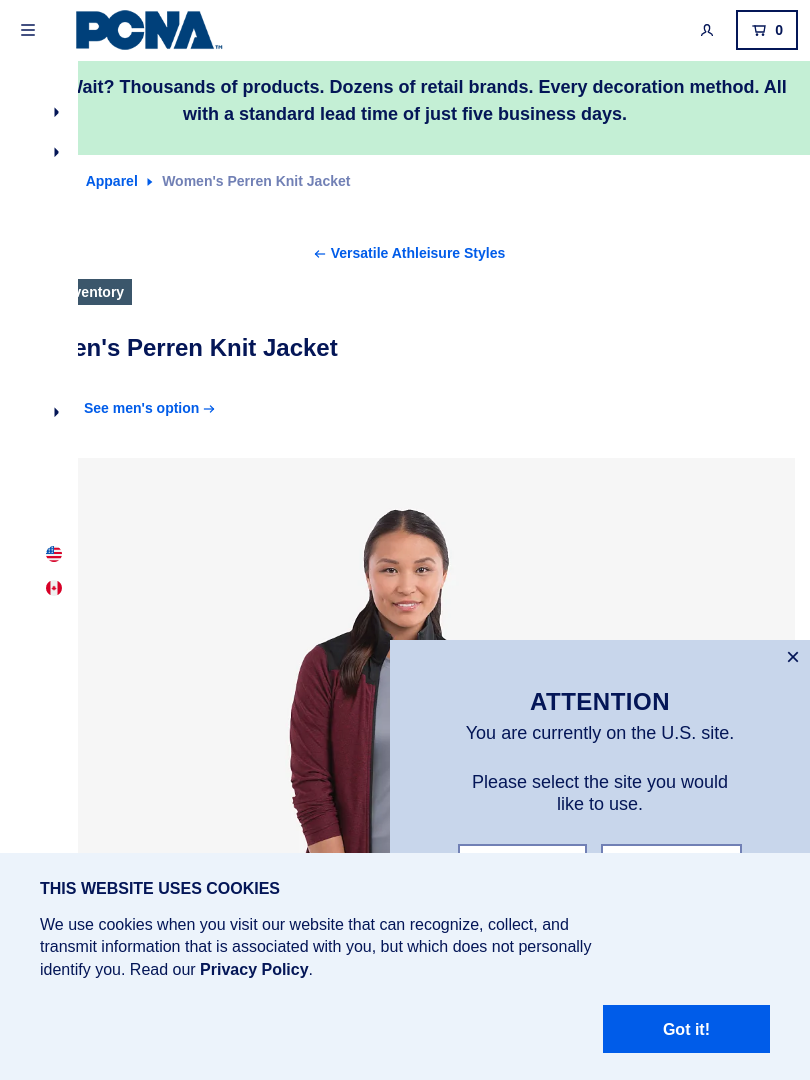 PCNA™
0
Wait? Thousands of products. Dozens of retail brands. Every decoration method. All
with a standard lead time of just five business days.
Apparel Women's Perren Knit Jacket
Versatile Athleisure Styles
ventory
en's Perren Knit Jacket
See men's option
ATTENTION
You are currently on the U.S. site.
Please select the site you would
like to use.
THIS WEBSITE USES COOKIES
We use cookies when you visit our website that can recognize, collect, and
transmit information that is associated with you, but which does not personally
identify you. Read our Privacy Policy.
Got it!